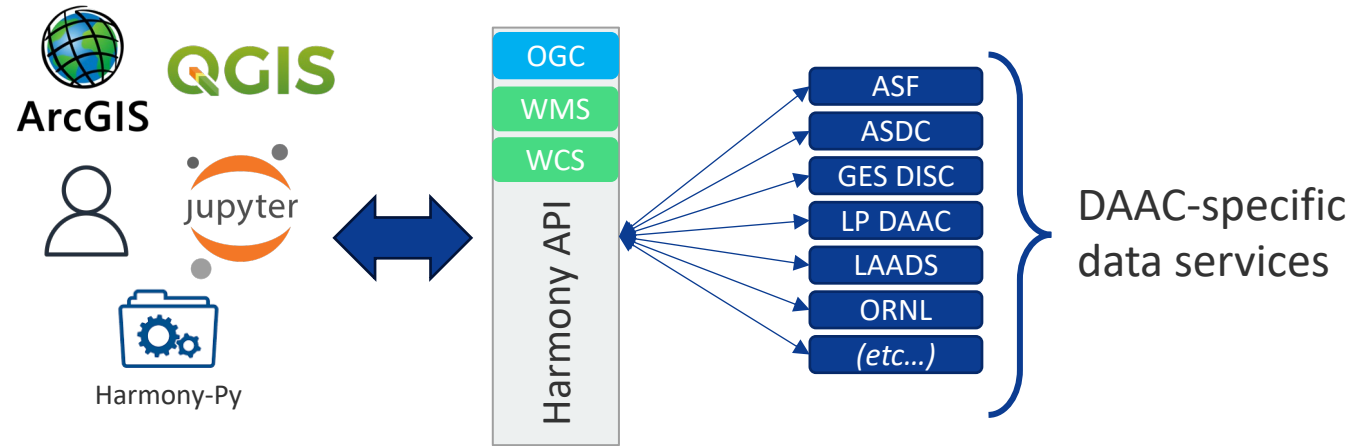 ArcGIS
QGIS
jupyter
Harmony-Py
OGC
WMS
WCS
Harmony API
ASF
ASDC
GES DISC
LP DAAC
LAADS
ORNL
(etc...)
DAAC-specific
data services